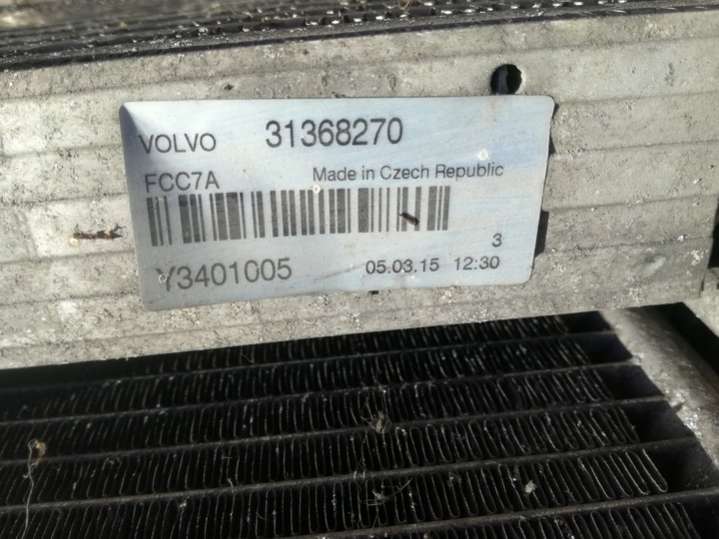 VOLVO 31368270
FCC7A Made in Czech Republic
3
Y3401005 05.03.15 12:30